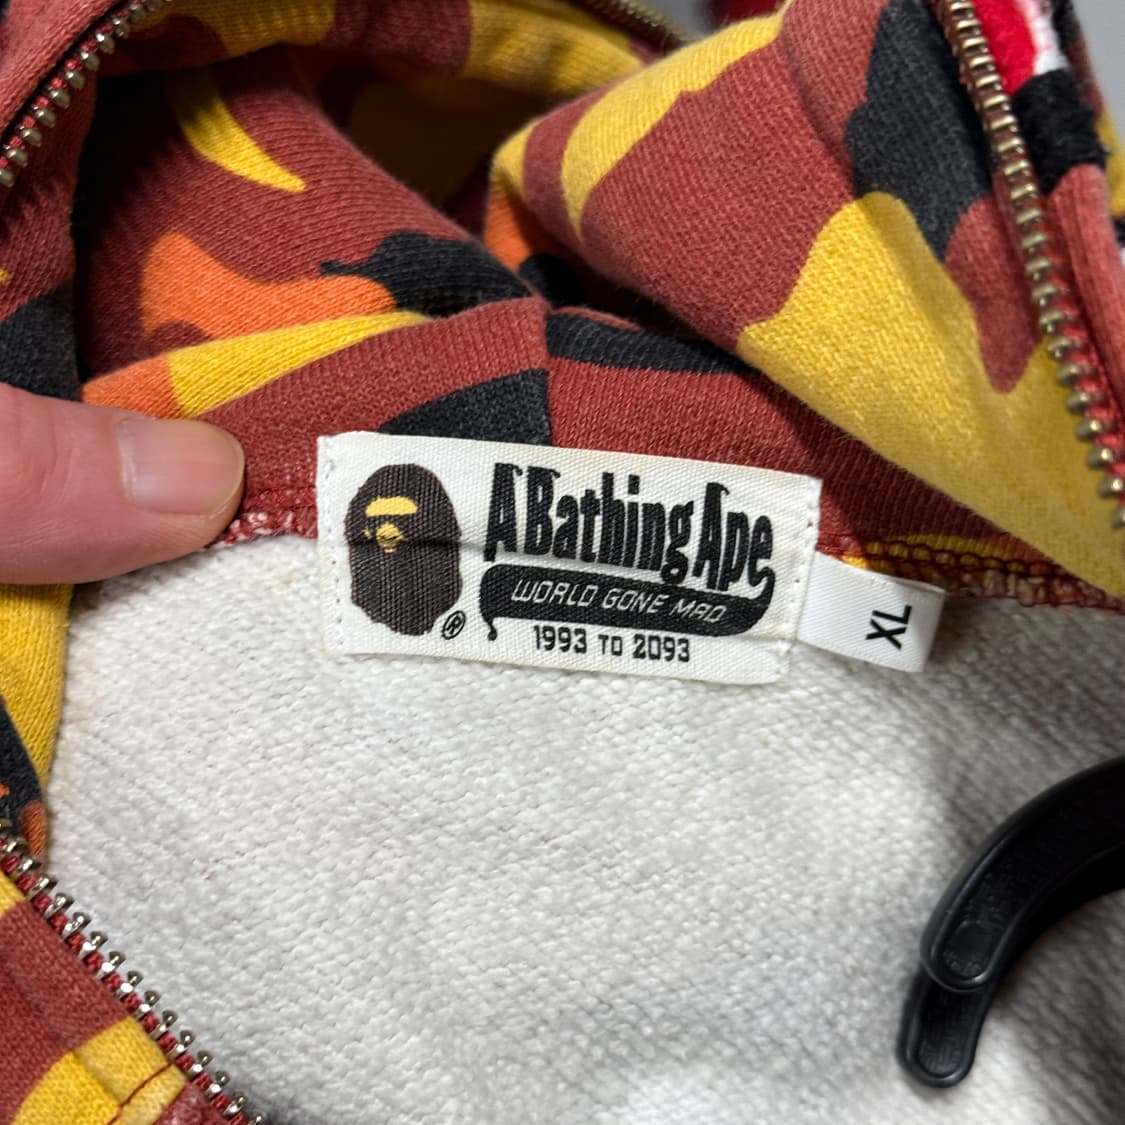 A Bathing Ape
WORLD GONE MAD
1993 TO 2093
®
XL